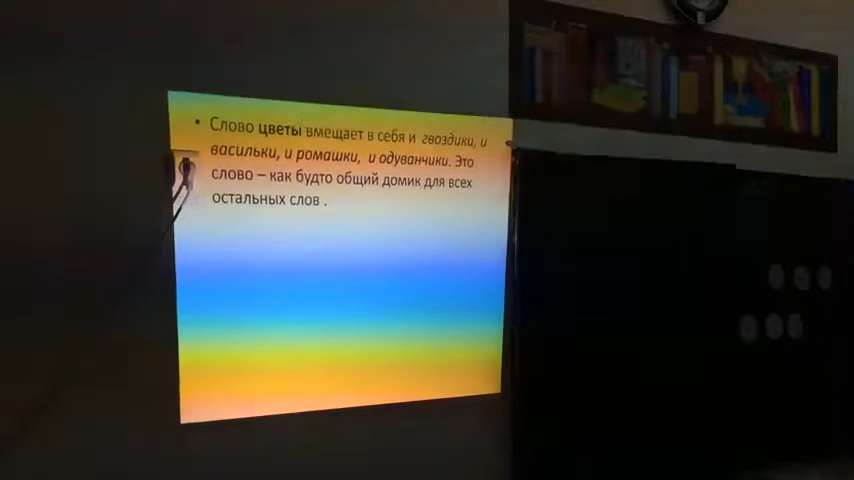 • Слово цветы вмещает в себя и гвоздики, и
васильки, и ромашки, и одуванчики. Это
слово – как будто общий домик для всех
остальных слов .